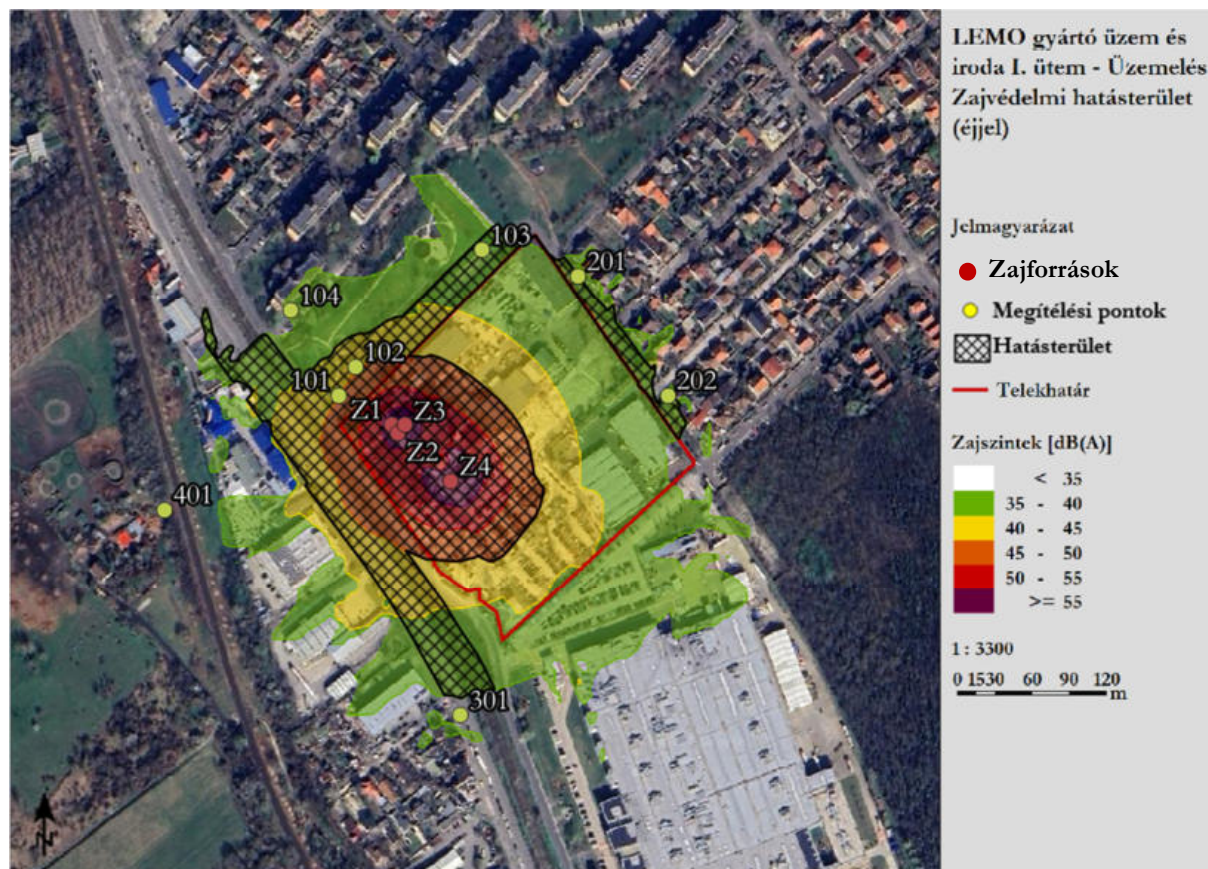 LEMO gyártó üzem és
iroda I. ütem - Üzemelés
Zajvédelmi hatásterület
(éjjel)
Jelmagyarázat
Zajforrások
Megítélési pontok
Hatásterület
Telekhatár
Zajszintek [dB(A)]
< 35
35 - 40
40 - 45
45 - 50
50 - 55
>= 55
1 : 3300
0 1530 60 90 120
m
103
201
104
102
101
202
Z1
Z3
Z2
Z4
401
301
N